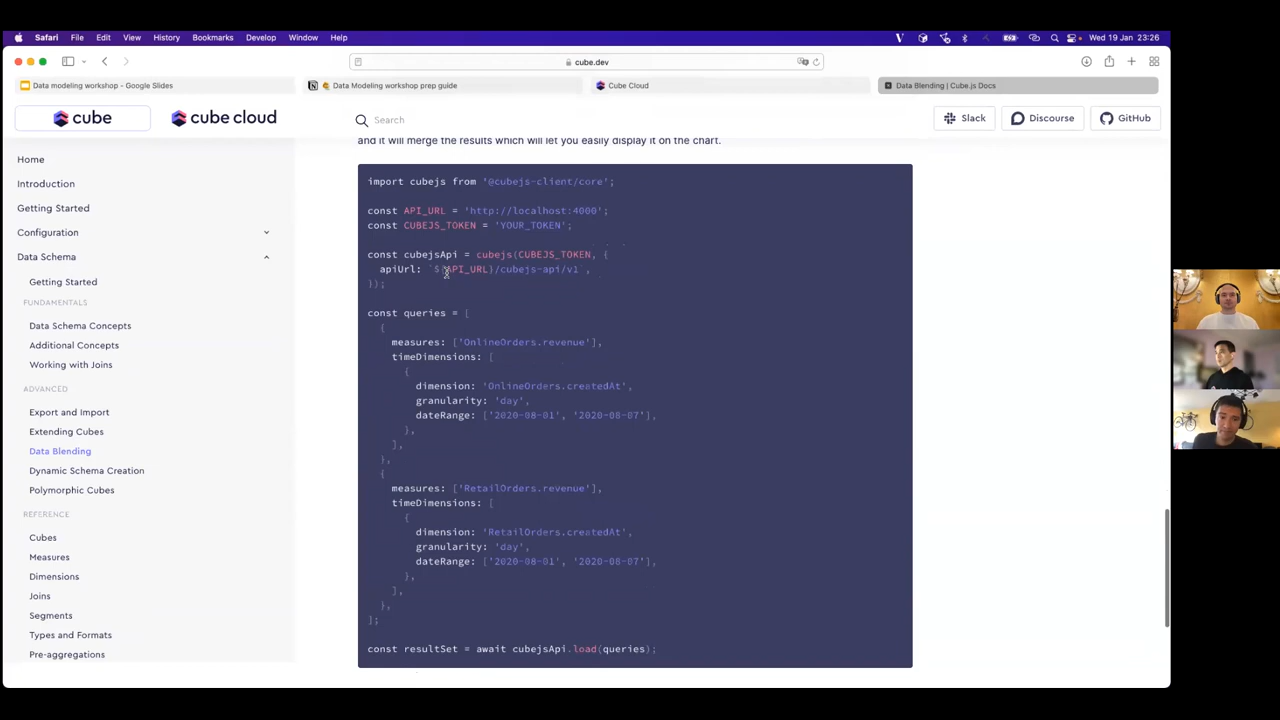 Safari File Edit View History Bookmarks Develop Window Help Wed 19 Jan 23:26
cube.dev
Data modeling workshop - Google Slides Data Modeling workshop prep guide Cube Cloud Data Blending | Cube.js Docs
cube cube cloud Search Slack Discourse GitHub
and it will merge the results which will let you easily display it on the chart.
Home
Introduction
Getting Started
Configuration
Data Schema
Getting Started
FUNDAMENTALS
Data Schema Concepts
Additional Concepts
Working with Joins
ADVANCED
Export and Import
Extending Cubes
Data Blending
Dynamic Schema Creation
Polymorphic Cubes
REFERENCE
Cubes
Measures
Dimensions
Joins
Segments
Types and Formats
Pre-aggregations
import cubejs from '@cubejs-client/core';
const API_URL = 'http://localhost:4000';
const CUBEJS_TOKEN = 'YOUR_TOKEN';
const cubejsApi = cubejs(CUBEJS_TOKEN, {
apiUrl: `${API_URL}/cubejs-api/v1`,
});
const queries = [
{
measures: ['OnlineOrders.revenue'],
timeDimensions: [
{
dimension: 'OnlineOrders.createdAt',
granularity: 'day',
dateRange: ['2020-08-01', '2020-08-07'],
},
],
},
{
measures: ['RetailOrders.revenue'],
timeDimensions: [
{
dimension: 'RetailOrders.createdAt',
granularity: 'day',
dateRange: ['2020-08-01', '2020-08-07'],
},
],
},
];
const resultSet = await cubejsApi.load(queries);